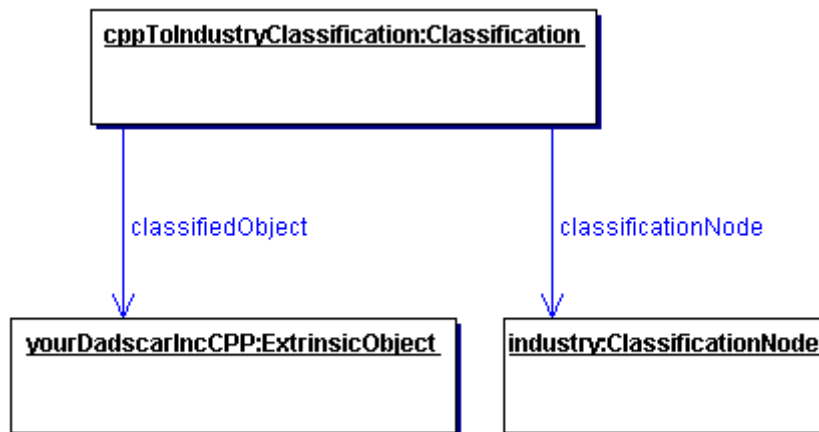 cppToIndustryClassification:Classification
classifiedObject
classificationNode
yourDadscarIncCPP:ExtrinsicObject
industry:ClassificationNode